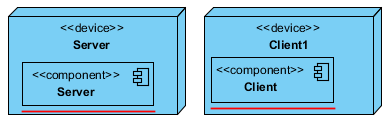 <<device>>
Server
<<component>>
Server
<<device>>
Client1
<<component>>
Client